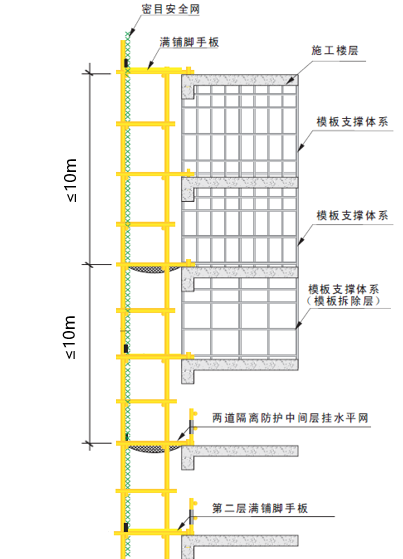 密目安全网
满铺脚手板
施工楼层
模板支撑体系
≤10m
模板支撑体系
模板支撑体系
（模板拆除层）
≤10m
两道隔离防护中间层挂水平网
第二层满铺脚手板